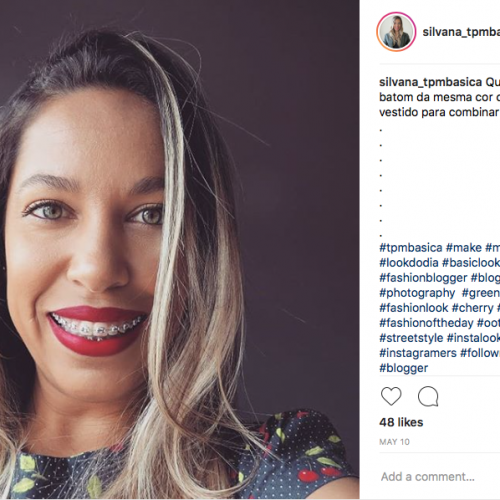 silvana_tpmba
silvana_tpmbasica Qu
batom da mesma cor
vestido para combinar
.
.
.
.
.
.
.
.
#tpmbasica #make
#lookdodia #basiclook
#fashionblogger #blog
#photography #green
#fashionlook #cherry #
#fashionoftheday #oot
#streetstyle #instalook
#instagramers #follow
#blogger
48 likes
MAY 10
Add a comment...